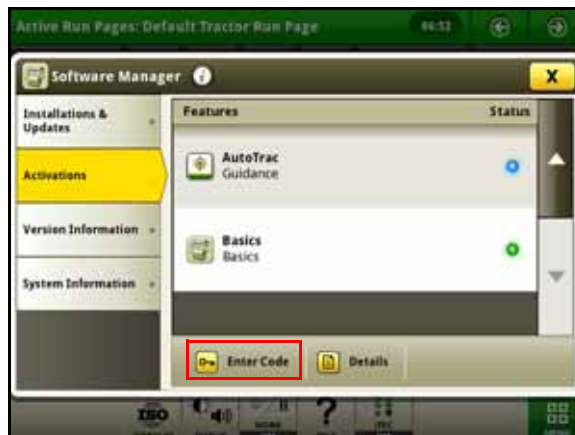 Active Run Pages: Default Tractor Run Page
Software Manager
X
Installations &
Updates
Activations
Version Information
System Information
Features Status
AutoTrac
Guidance
Basics
Basics
Enter Code
Details
ISO
?